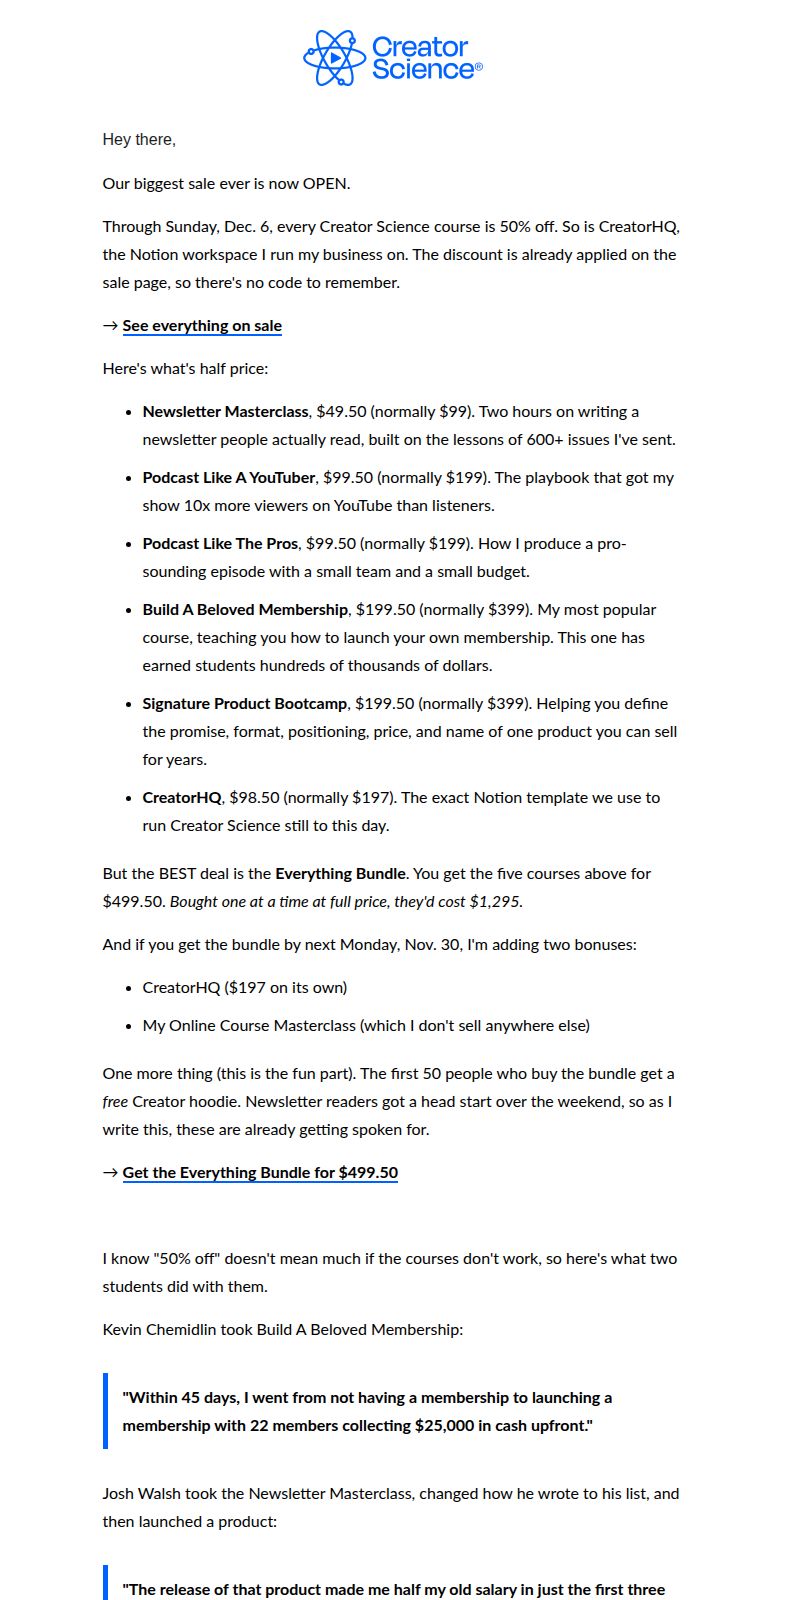 Creator
Science®
Hey there,
Our biggest sale ever is now OPEN.
Through Sunday, Dec. 6, every Creator Science course is 50% off. So is CreatorHQ,
the Notion workspace I run my business on. The discount is already applied on the
sale page, so there's no code to remember.
→ See everything on sale
Here's what's half price:
• Newsletter Masterclass, $49.50 (normally $99). Two hours on writing a
newsletter people actually read, built on the lessons of 600+ issues I've sent.
• Podcast Like A YouTuber, $99.50 (normally $199). The playbook that got my
show 10x more viewers on YouTube than listeners.
• Podcast Like The Pros, $99.50 (normally $199). How I produce a pro-
sounding episode with a small team and a small budget.
• Build A Beloved Membership, $199.50 (normally $399). My most popular
course, teaching you how to launch your own membership. This one has
earned students hundreds of thousands of dollars.
• Signature Product Bootcamp, $199.50 (normally $399). Helping you define
the promise, format, positioning, price, and name of one product you can sell
for years.
• CreatorHQ, $98.50 (normally $197). The exact Notion template we use to
run Creator Science still to this day.
But the BEST deal is the Everything Bundle. You get the five courses above for
$499.50. Bought one at a time at full price, they'd cost $1,295.
And if you get the bundle by next Monday, Nov. 30, I'm adding two bonuses:
• CreatorHQ ($197 on its own)
• My Online Course Masterclass (which I don't sell anywhere else)
One more thing (this is the fun part). The first 50 people who buy the bundle get a
free Creator hoodie. Newsletter readers got a head start over the weekend, so as I
write this, these are already getting spoken for.
→ Get the Everything Bundle for $499.50
I know "50% off" doesn't mean much if the courses don't work, so here's what two
students did with them.
Kevin Chemidlin took Build A Beloved Membership:
"Within 45 days, I went from not having a membership to launching a
membership with 22 members collecting $25,000 in cash upfront."
Josh Walsh took the Newsletter Masterclass, changed how he wrote to his list, and
then launched a product:
"The release of that product made me half my old salary in just the first three